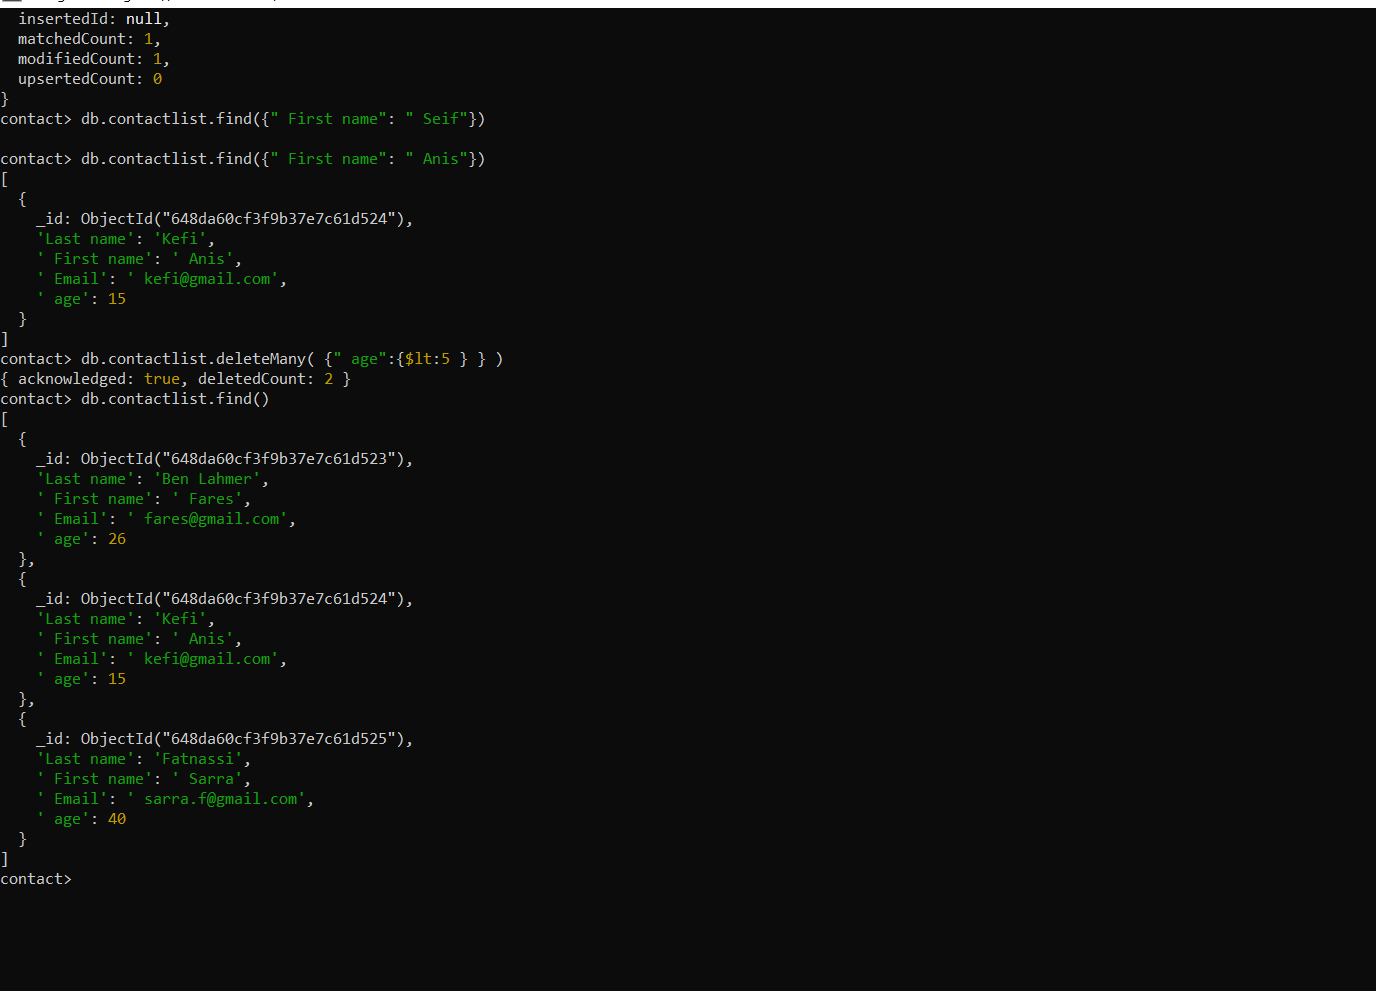 insertedId: null,
matchedCount: 1,
modifiedCount: 1,
upsertedCount: 0
}
contact> db.contactlist.find({" First name": " Seif"})
contact> db.contactlist.find({" First name": " Anis"})
[
{
_id: ObjectId("648da60cf3f9b37e7c61d524"),
'Last name': 'Kefi',
' First name': ' Anis',
' Email': ' kefi@gmail.com',
' age': 15
}
]
contact> db.contactlist.deleteMany( {" age":{$lt:5 } } )
{ acknowledged: true, deletedCount: 2 }
contact> db.contactlist.find()
[
{
_id: ObjectId("648da60cf3f9b37e7c61d523"),
'Last name': 'Ben Lahmer',
' First name': ' Fares',
' Email': ' fares@gmail.com',
' age': 26
},
{
_id: ObjectId("648da60cf3f9b37e7c61d524"),
'Last name': 'Kefi',
' First name': ' Anis',
' Email': ' kefi@gmail.com',
' age': 15
},
{
_id: ObjectId("648da60cf3f9b37e7c61d525"),
'Last name': 'Fatnassi',
' First name': ' Sarra',
' Email': ' sarra.f@gmail.com',
' age': 40
}
]
contact>